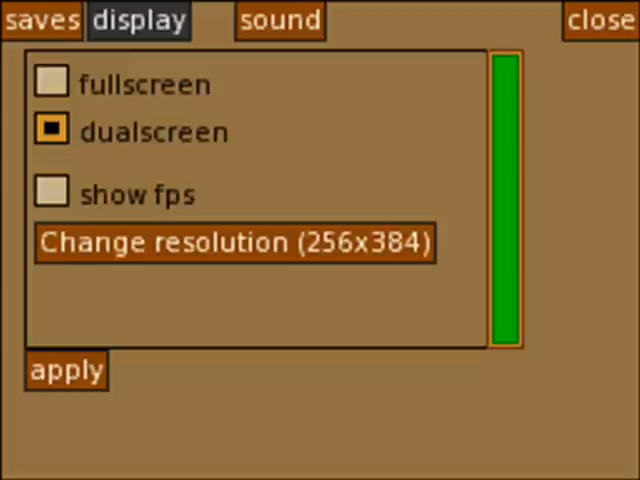 saves display sound close
fullscreen
dualscreen
show fps
Change resolution (256x384)
apply